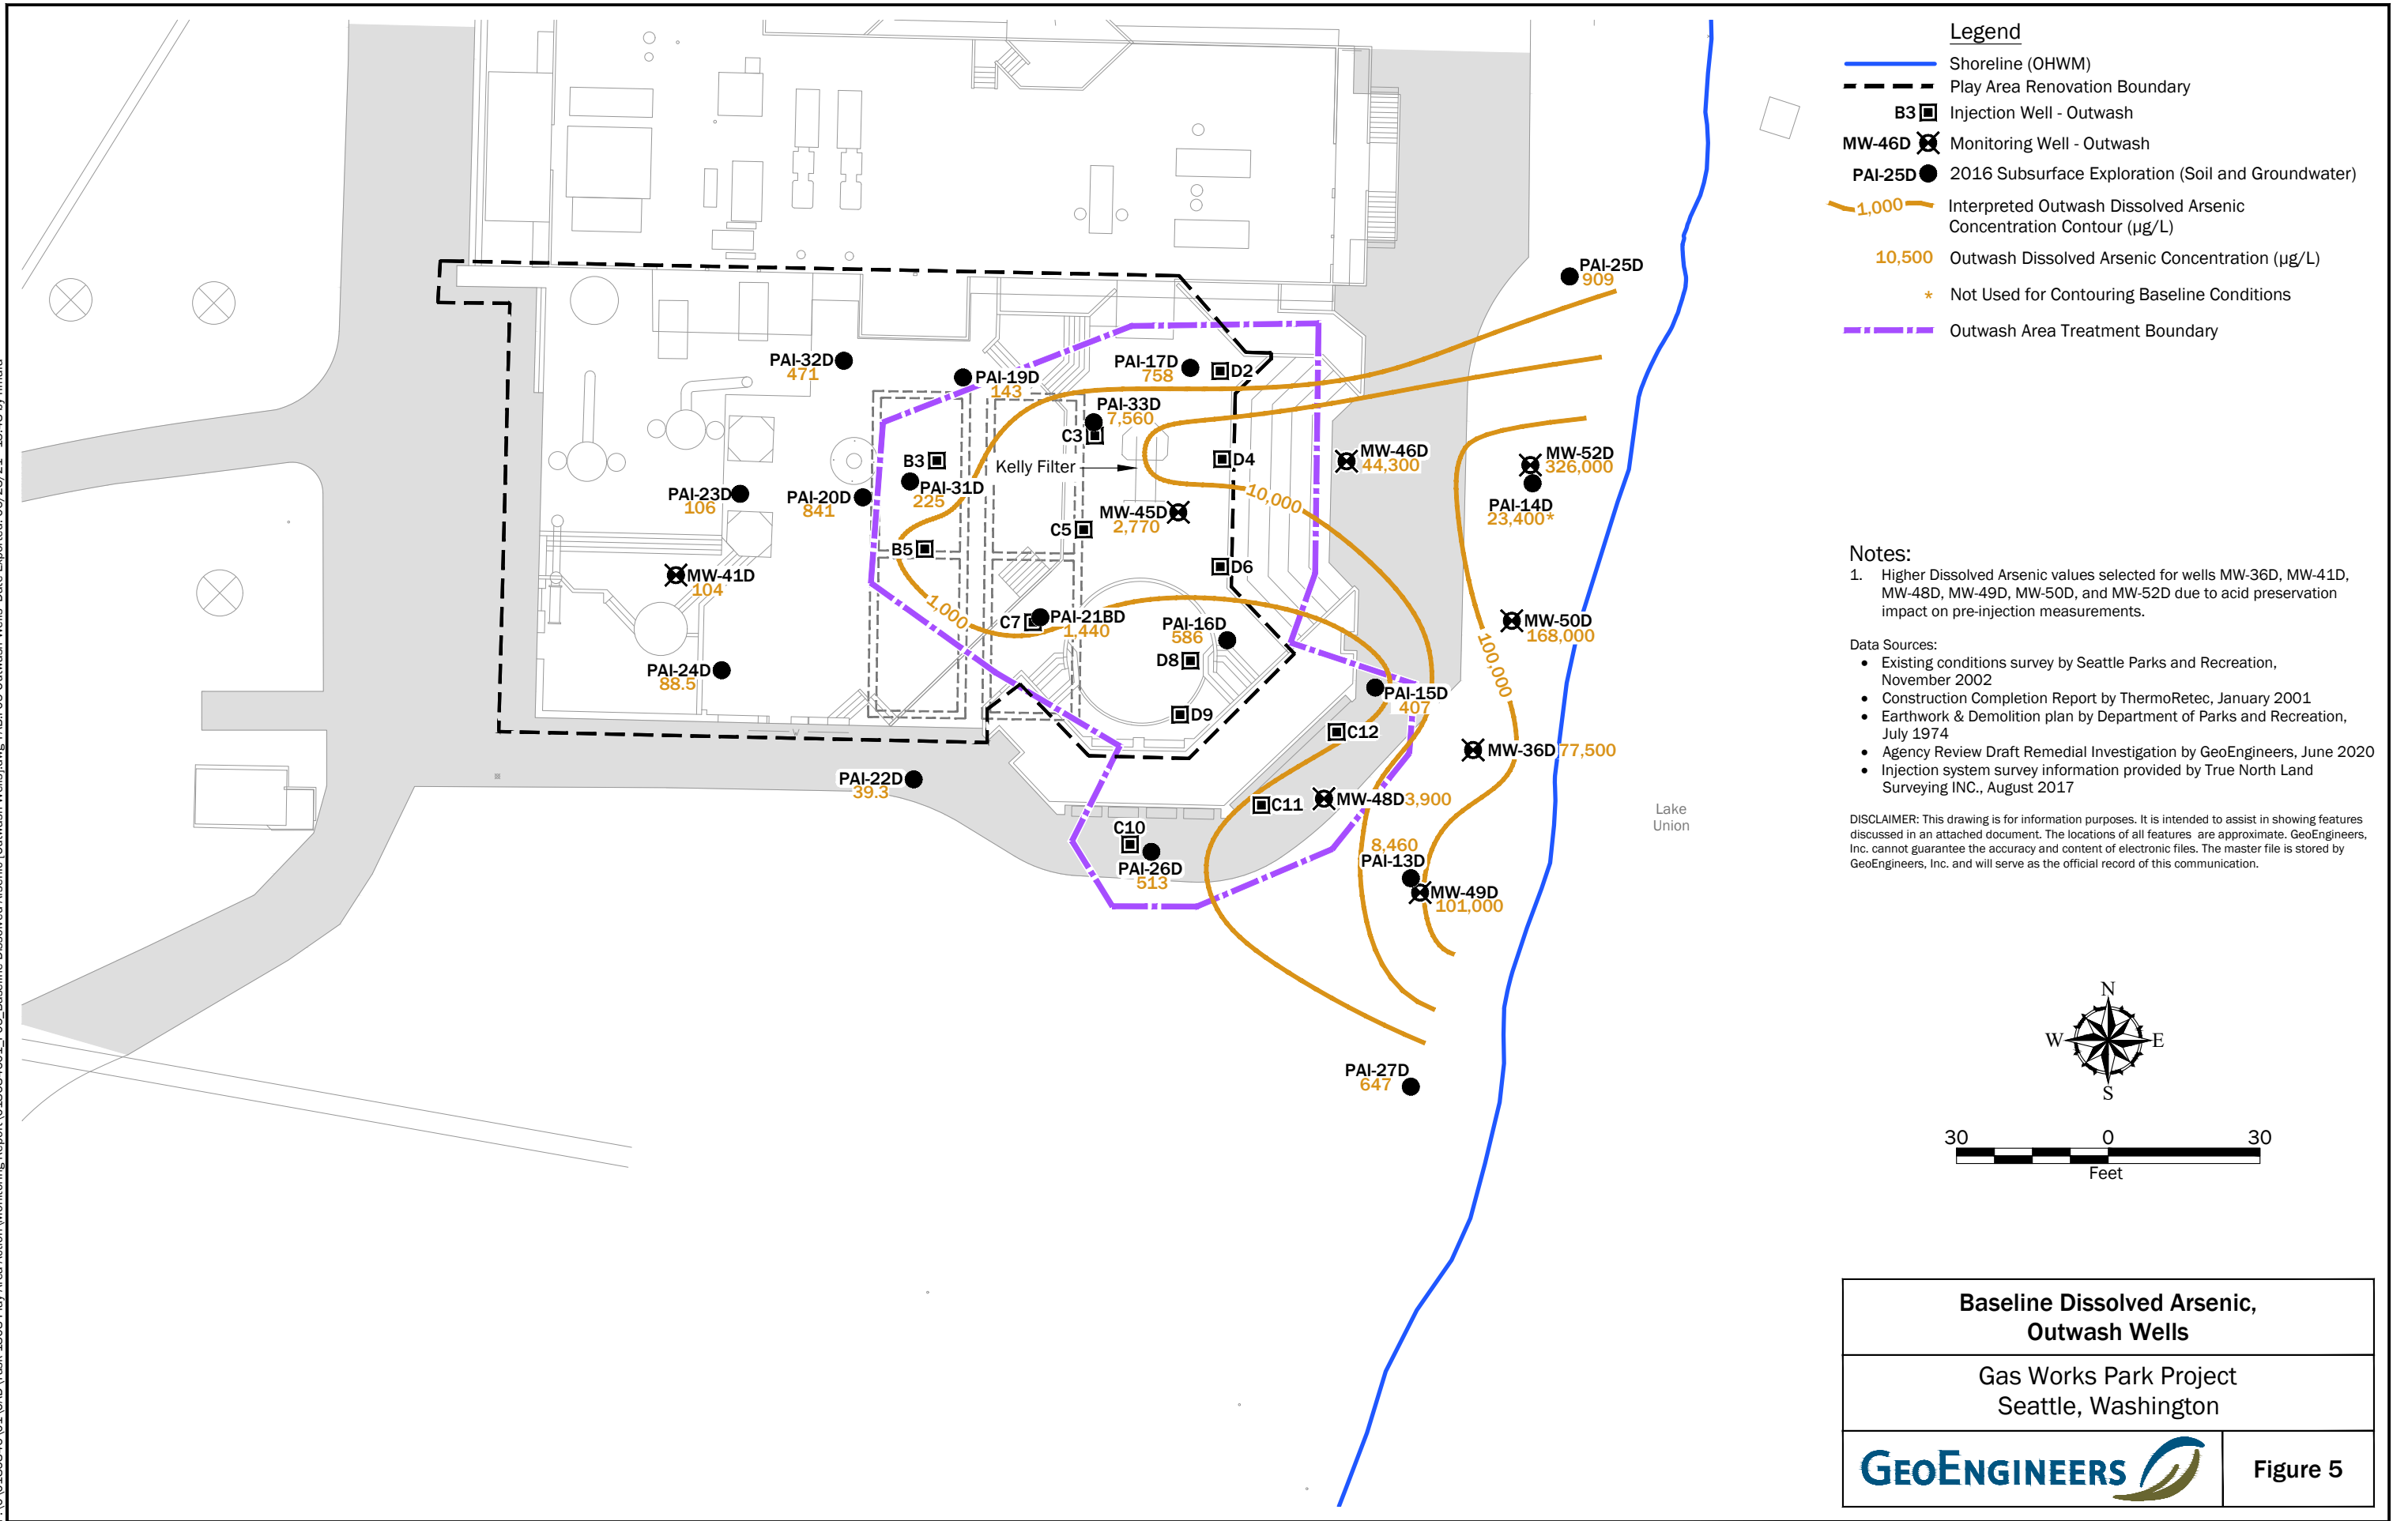 Legend
Shoreline (OHWM)
Play Area Renovation Boundary
B3 Injection Well - Outwash
MW-46D Monitoring Well - Outwash
PAI-25D 2016 Subsurface Exploration (Soil and Groundwater)
1,000 Interpreted Outwash Dissolved Arsenic
Concentration Contour (µg/L)
10,500 Outwash Dissolved Arsenic Concentration (µg/L)
* Not Used for Contouring Baseline Conditions
Outwash Area Treatment Boundary
PAI-25D
909
PAI-32D
471
PAI-19D
143
PAI-17D
758
D2
PAI-33D
7,560
C3
B3
Kelly Filter
D4
MW-46D
44,300
MW-52D
326,000
PAI-14D
23,400*
PAI-23D
106
PAI-20D
841
PAI-31D
225
10,000
MW-45D
2,770
C5
B5
D6
MW-41D
104
1,000
C7
PAI-21BD
1,440
PAI-16D
586
D8
MW-50D
168,000
100,000
PAI-24D
88.5
PAI-15D
407
D9
C12
MW-36D 77,500
PAI-22D
39.3
C11
MW-48D 3,900
C10
PAI-26D
513
8,460
PAI-13D
MW-49D
101,000
PAI-27D
647
Lake
Union
Notes:
1. Higher Dissolved Arsenic values selected for wells MW-36D, MW-41D,
MW-48D, MW-49D, MW-50D, and MW-52D due to acid preservation
impact on pre-injection measurements.
Data Sources:
• Existing conditions survey by Seattle Parks and Recreation,
November 2002
• Construction Completion Report by ThermoRetec, January 2001
• Earthwork & Demolition plan by Department of Parks and Recreation,
July 1974
• Agency Review Draft Remedial Investigation by GeoEngineers, June 2020
• Injection system survey information provided by True North Land
Surveying INC., August 2017
DISCLAIMER: This drawing is for information purposes. It is intended to assist in showing features
discussed in an attached document. The locations of all features are approximate. GeoEngineers,
Inc. cannot guarantee the accuracy and content of electronic files. The master file is stored by
GeoEngineers, Inc. and will serve as the official record of this communication.
N
W E
S
30 0 30
Feet
Baseline Dissolved Arsenic,
Outwash Wells
Gas Works Park Project
Seattle, Washington
GEOENGINEERS
Figure 5